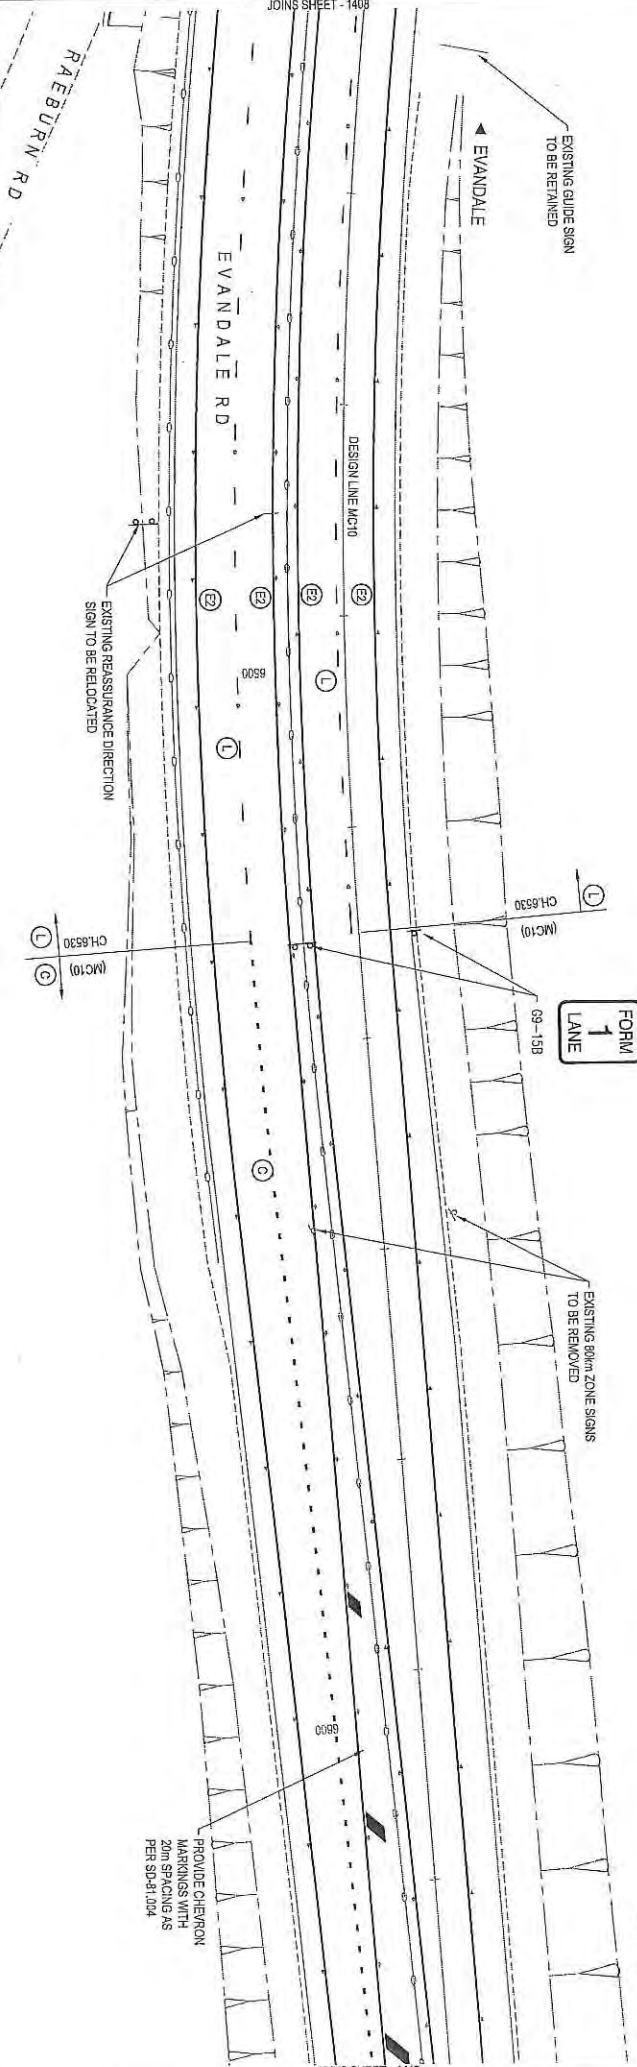 JOINS SHEET - 1408
RAEBURN RD
EXISTING GUIDE SIGN
TO BE RETAINED
◄ EVANDALE
EVANDALE RD
DESIGN LINE MC10
E2
E2
E2
E2
EXISTING REASSURANCE DIRECTION
SIGN TO BE RELOCATED
6500
L
L
L
CH.6530
(MC10)
L
CH.6530
(MC10)
C
G9-15B
FORM
1
LANE
C
EXISTING 80km ZONE SIGNS
TO BE REMOVED
6600
PROVIDE CHEVRON
MARKINGS WITH
20m SPACING AS
PER SD-81.004